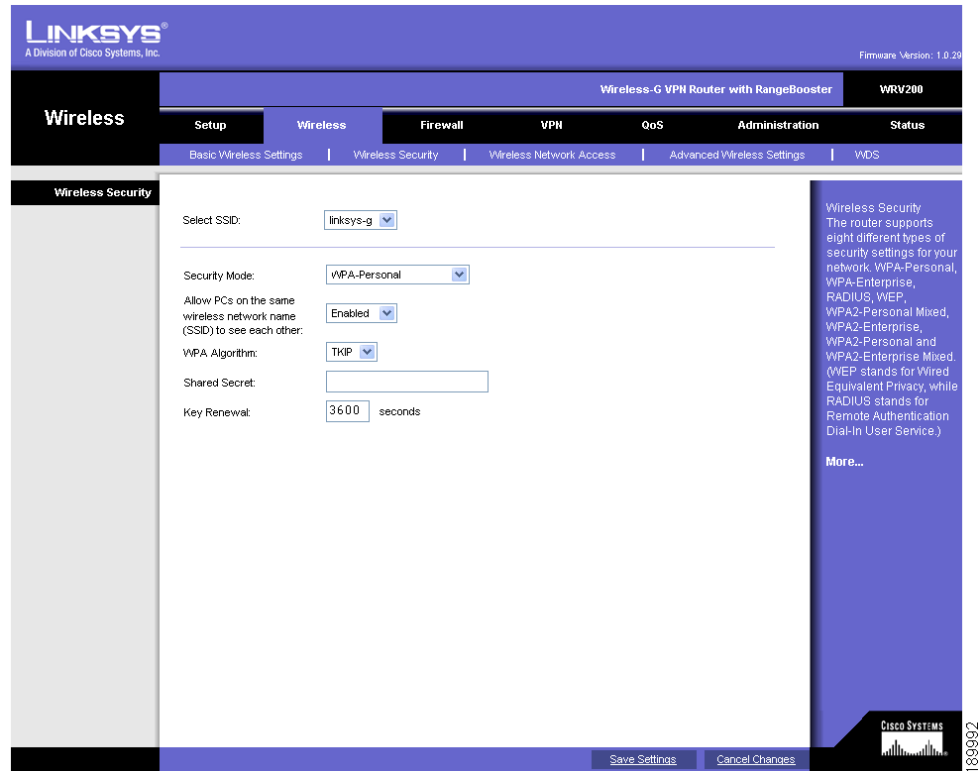 LINKSYS®
A Division of Cisco Systems, Inc.
Firmware Version: 1.0.29
Wireless-G VPN Router with RangeBooster
WRV200
Wireless
Setup
Wireless
Firewall
VPN
QoS
Administration
Status
Basic Wireless Settings | Wireless Security | Wireless Network Access | Advanced Wireless Settings | WDS
Wireless Security
Select SSID: linksys-g
Security Mode: WPA-Personal
Allow PCs on the same
wireless network name
(SSID) to see each other:
Enabled
WPA Algorithm: TKIP
Shared Secret:
Key Renewal: 3600 seconds
Wireless Security
The router supports
eight different types of
security settings for your
network. WPA-Personal,
WPA-Enterprise,
RADIUS, WEP,
WPA2-Personal Mixed,
WPA2-Enterprise,
WPA2-Personal and
WPA2-Enterprise Mixed.
(WEP stands for Wired
Equivalent Privacy, while
RADIUS stands for
Remote Authentication
Dial-In User Service.)
More...
Save Settings
Cancel Changes
CISCO SYSTEMS
189992